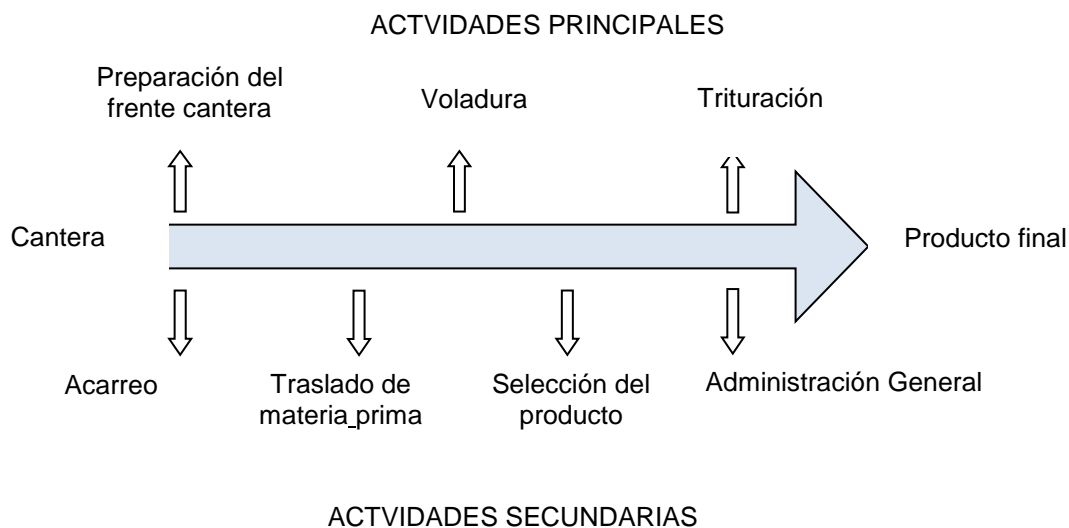 ACTVIDADES PRINCIPALES
Preparación del
frente cantera
Voladura
Trituración
Cantera
Producto final
Acarreo
Traslado de
materia prima
Selección del
producto
Administración General
ACTVIDADES SECUNDARIAS